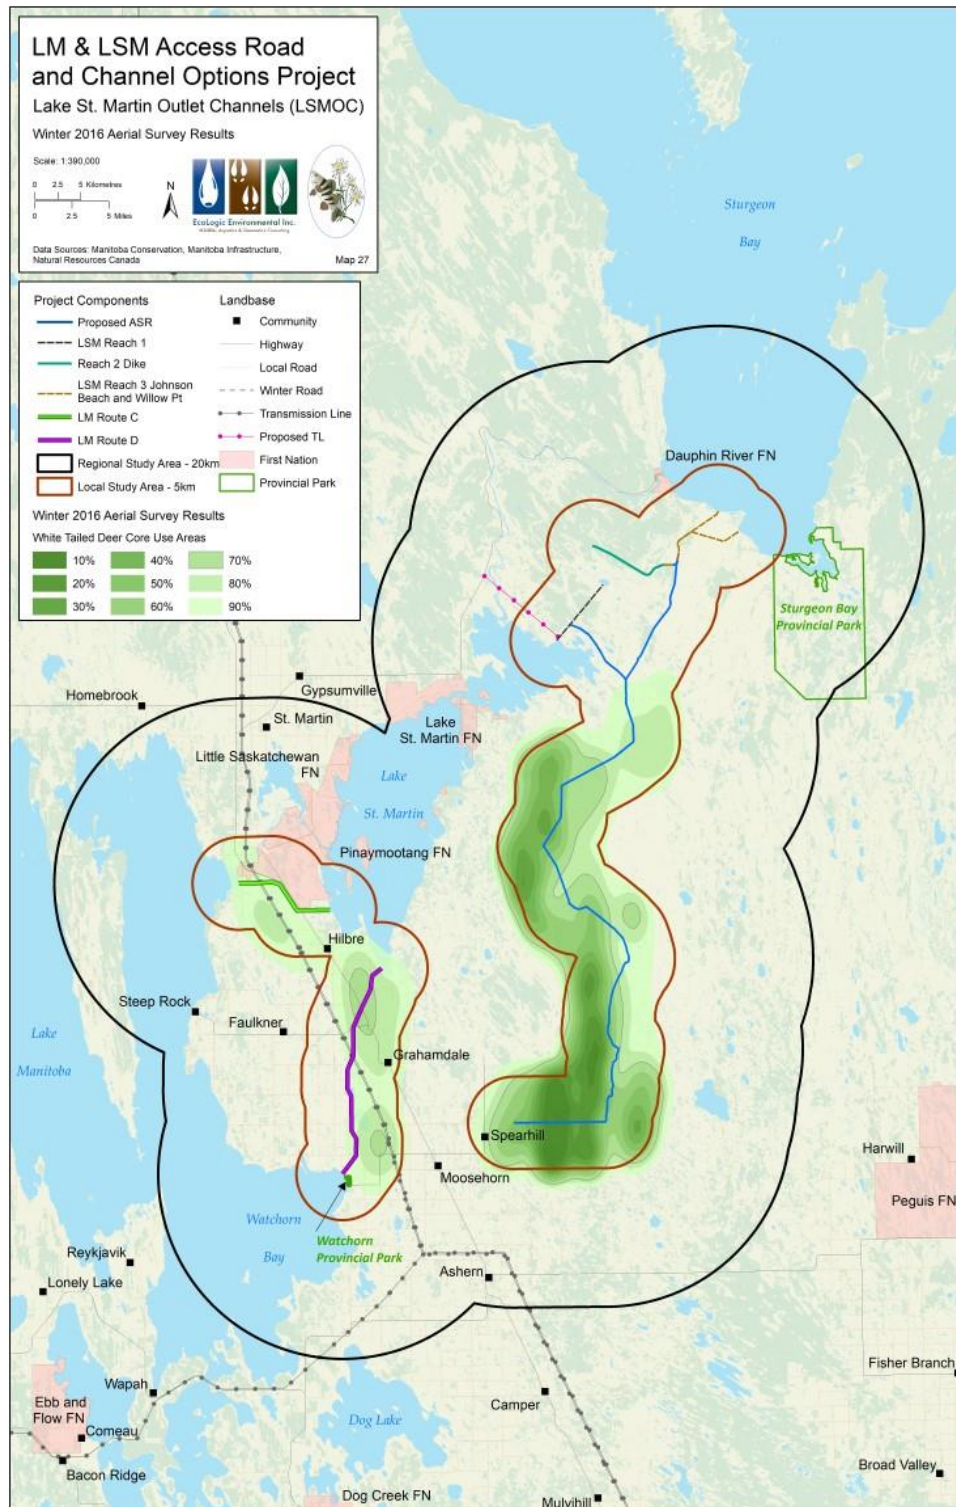 LM & LSM Access Road
and Channel Options Project
Lake St. Martin Outlet Channels (LSMOC)
Winter 2016 Aerial Survey Results
Scale: 1:390,000
0 2.5 5 Kilometres
0 2.5 5 Miles
N
EcoLogic Environmental Inc.
Data Sources: Manitoba Conservation, Manitoba Infrastructure,
Natural Resources Canada
Map 27
Project Components
Proposed ASR
LSM Reach 1
Reach 2 Dike
LSM Reach 3 Johnson
Beach and Willow Pt
LM Route C
LM Route D
Regional Study Area - 20km
Local Study Area - 5km
Landbase
Community
Highway
Local Road
Winter Road
Transmission Line
Proposed TL
First Nation
Provincial Park
Winter 2016 Aerial Survey Results
White Tailed Deer Core Use Areas
10% 40% 70%
20% 50% 80%
30% 60% 90%
Sturgeon
Bay
Dauphin River FN
Sturgeon Bay
Provincial Park
Gypsumville
Homebrook
St. Martin
Lake
St. Martin FN
Little Saskatchewan
FN
Lake
St. Martin
Pinaymootang FN
Hilbre
Steep Rock
Faulkner
Lake
Manitoba
Grahamdale
Spearhill
Moosehorn
Harwill
Peguis FN
Watchorn
Bay
Watchorn
Provincial Park
Reykjavik
Lonely Lake
Ashern
Fisher Branch
Wapah
Ebb and
Flow FN
Comeau
Bacon Ridge
Camper
Dog Lake
Broad Valley
Dog Creek FN
Mulvihill